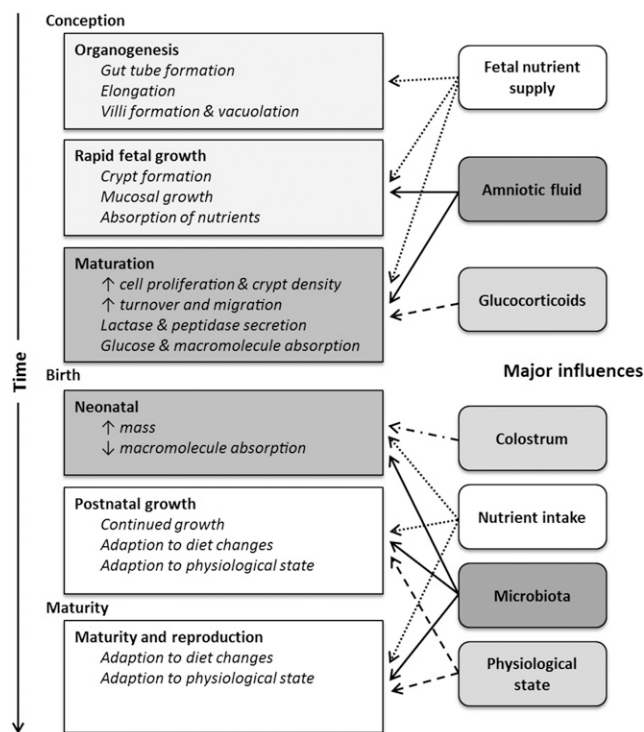 Conception
Organogenesis
Gut tube formation
Elongation
Villi formation & vacuolation
Fetal nutrient
supply
Rapid fetal growth
Crypt formation
Mucosal growth
Absorption of nutrients
Amniotic fluid
Maturation
↑ cell proliferation & crypt density
↑ turnover and migration
Lactase & peptidase secretion
Glucose & macromolecule absorption
Glucocorticoids
Time
Birth
Major influences
Neonatal
↑ mass
↓ macromolecule absorption
Colostrum
Postnatal growth
Continued growth
Adaption to diet changes
Adaption to physiological state
Nutrient intake
Microbiota
Maturity
Maturity and reproduction
Adaption to diet changes
Adaption to physiological state
Physiological
state